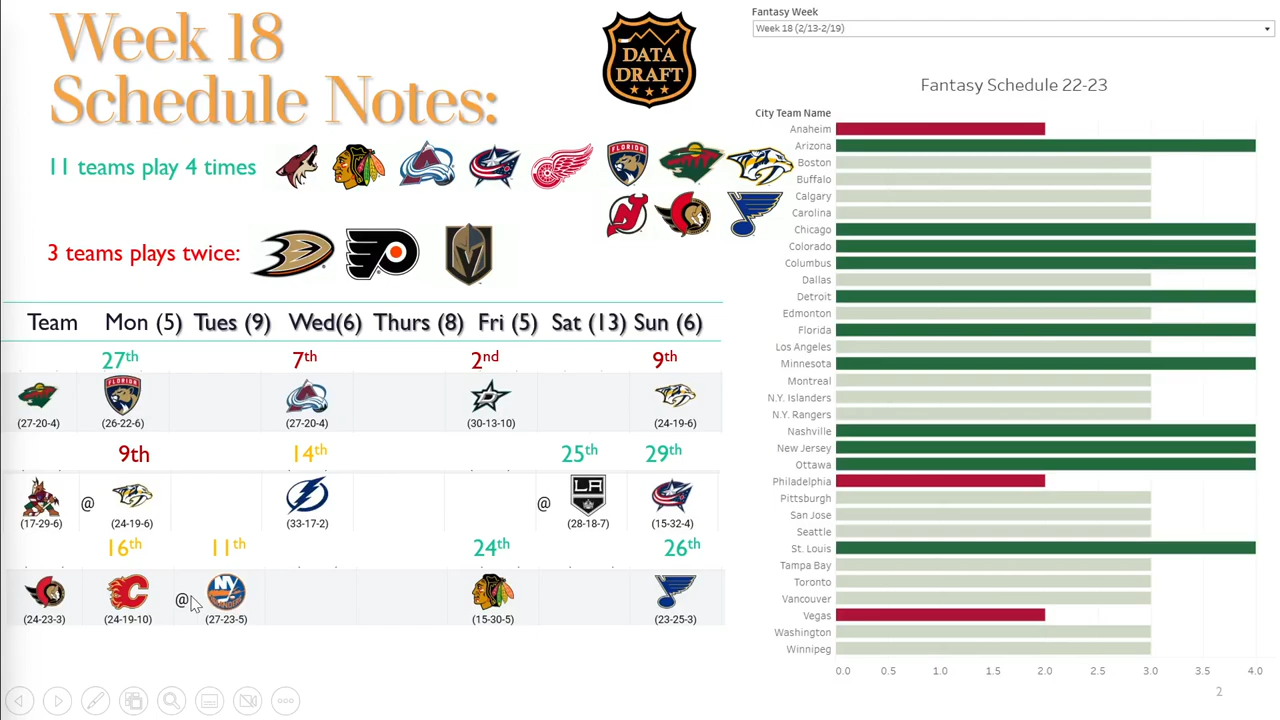 Week 18
Schedule Notes:
DATA
DRAFT
11 teams play 4 times
FLORIDA
3 teams plays twice:
Team Mon (5) Tues (9) Wed(6) Thurs (8) Fri (5) Sat (13) Sun (6)
27th 7th 2nd 9th
FLORIDA
(27-20-4) (26-22-6) (27-20-4) (30-13-10) (24-19-6)
9th 14th 25th 29th
@ @ LA
(17-29-6) (24-19-6) (33-17-2) (28-18-7) (15-32-4)
16th 11th 24th 26th
@ NY
(24-23-3) (24-19-10) (27-23-5) (15-30-5) (23-25-3)
Fantasy Week
Week 18 (2/13-2/19)
Fantasy Schedule 22-23
City Team Name
Anaheim
Arizona
Boston
Buffalo
Calgary
Carolina
Chicago
Colorado
Columbus
Dallas
Detroit
Edmonton
Florida
Los Angeles
Minnesota
Montreal
N.Y. Islanders
N.Y. Rangers
Nashville
New Jersey
Ottawa
Philadelphia
Pittsburgh
San Jose
Seattle
St. Louis
Tampa Bay
Toronto
Vancouver
Vegas
Washington
Winnipeg
0.0 0.5 1.0 1.5 2.0 2.5 3.0 3.5 4.0
2